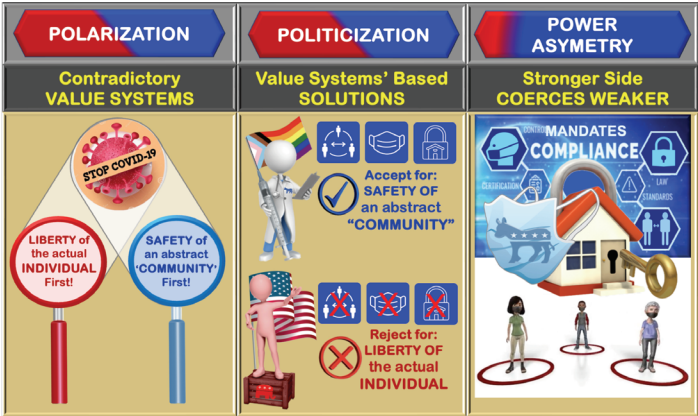 POLARIZATION
Contradictory
VALUE SYSTEMS
STOP COVID-19
LIBERTY of
the actual
INDIVIDUAL
First!
SAFETY of
an abstract
'COMMUNITY'
First!
POLITICIZATION
Value Systems' Based
SOLUTIONS
Accept for:
SAFETY OF
an abstract
"COMMUNITY"
Reject for:
LIBERTY OF
the actual
INDIVIDUAL
POWER
ASYMETRY
Stronger Side
COERCES WEAKER
MANDATES
COMPLIANCE
CERTIFICATION
LAW
STANDARDS